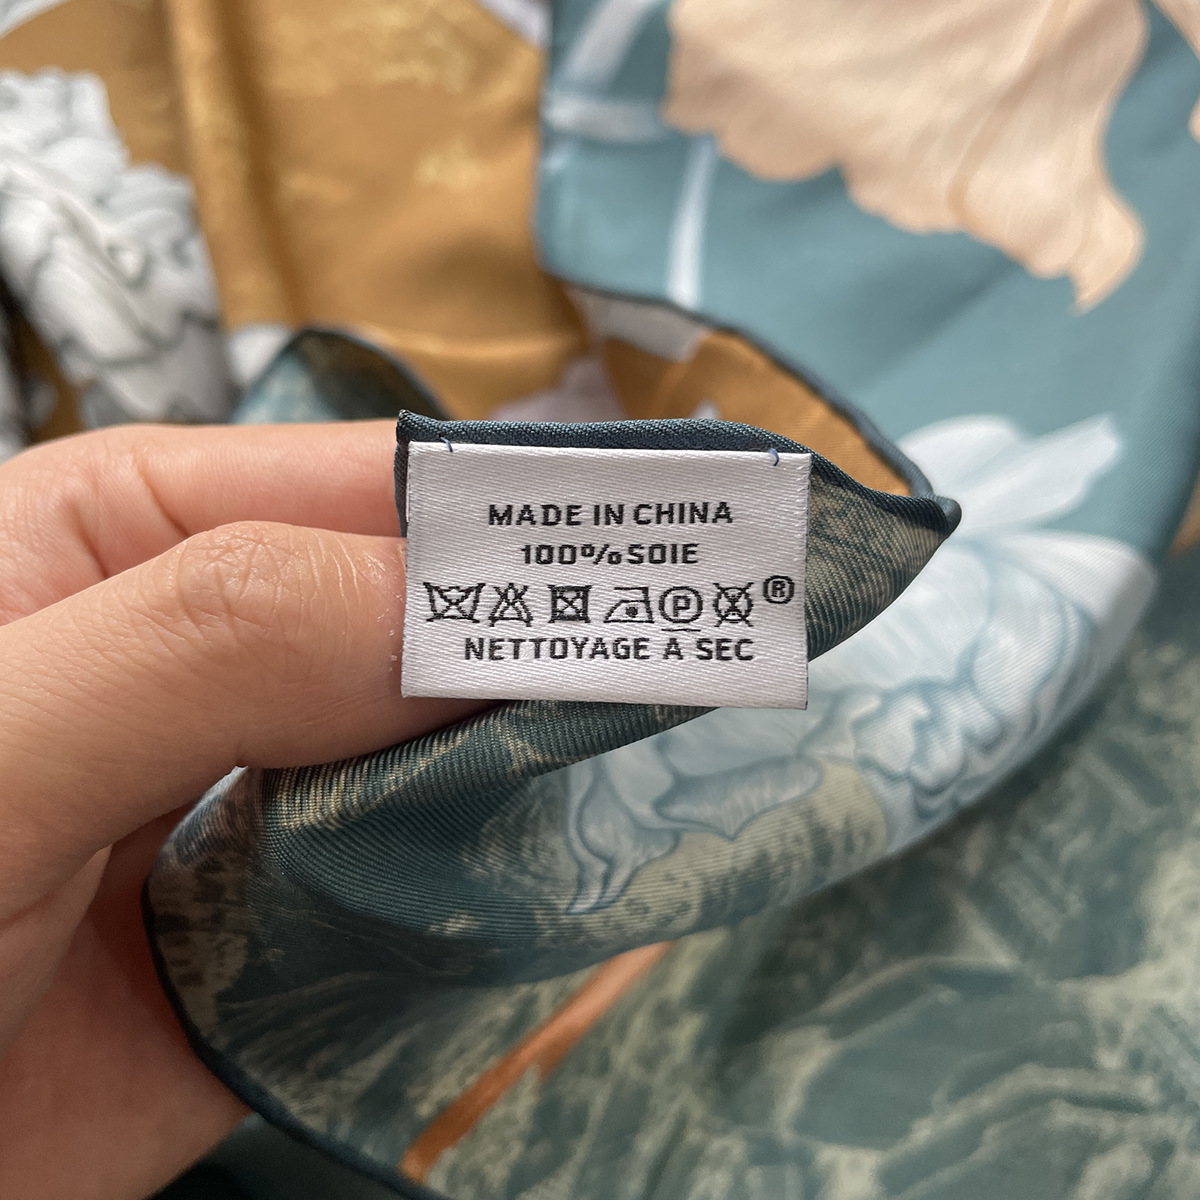 MADE IN CHINA
100% SOIE
P ®
NETTOYAGE A SEC